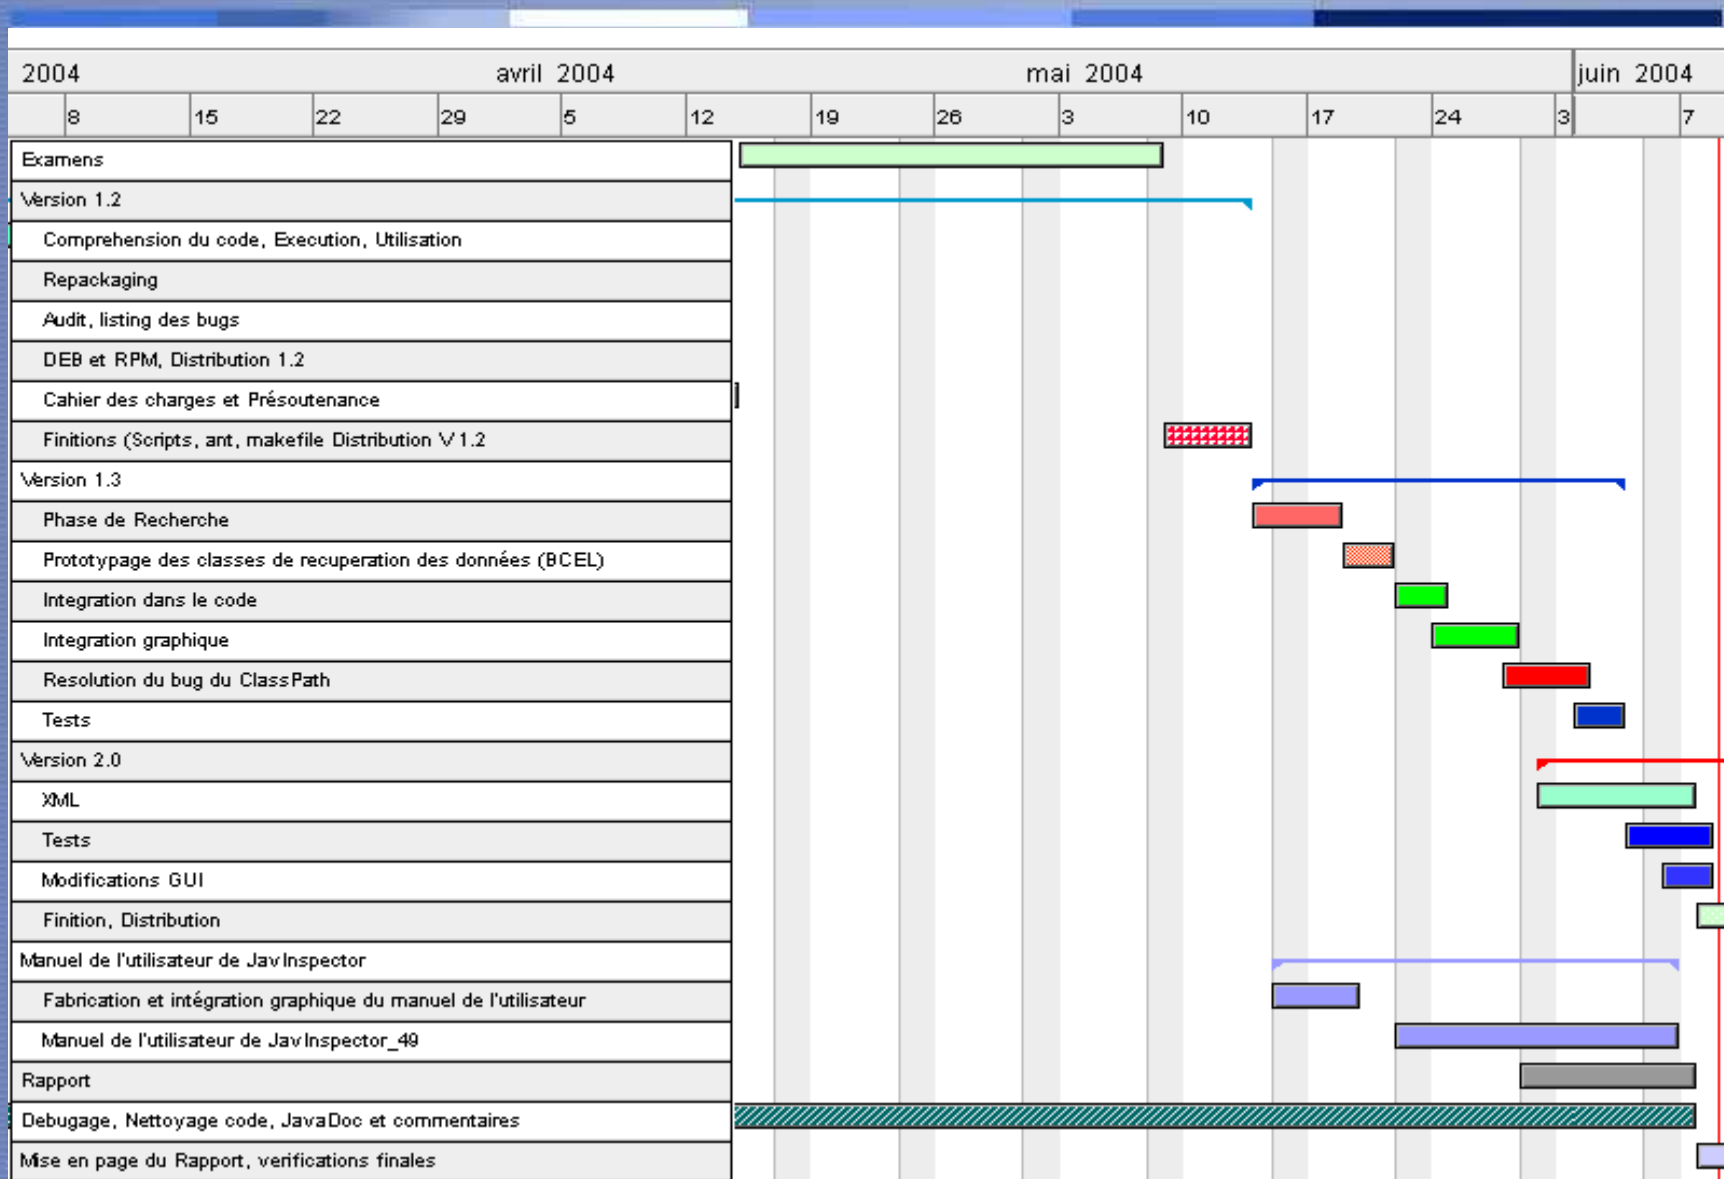 2004 avril 2004 mai 2004 juin 2004
8 15 22 29 5 12 19 26 3 10 17 24 3 7
Examens
Version 1.2
Comprehension du code, Execution, Utilisation
Repackaging
Audit, listing des bugs
DEB et RPM, Distribution 1.2
Cahier des charges et Présoutenance
Finitions (Scripts, ant, makefile Distribution V1.2
Version 1.3
Phase de Recherche
Prototypage des classes de recuperation des données (BCEL)
Integration dans le code
Integration graphique
Resolution du bug du ClassPath
Tests
Version 2.0
XML
Tests
Modifications GUI
Finition, Distribution
Manuel de l'utilisateur de JavInspector
Fabrication et intégration graphique du manuel de l'utilisateur
Manuel de l'utilisateur de JavInspector_49
Rapport
Debugage, Nettoyage code, JavaDoc et commentaires
Mise en page du Rapport, verifications finales